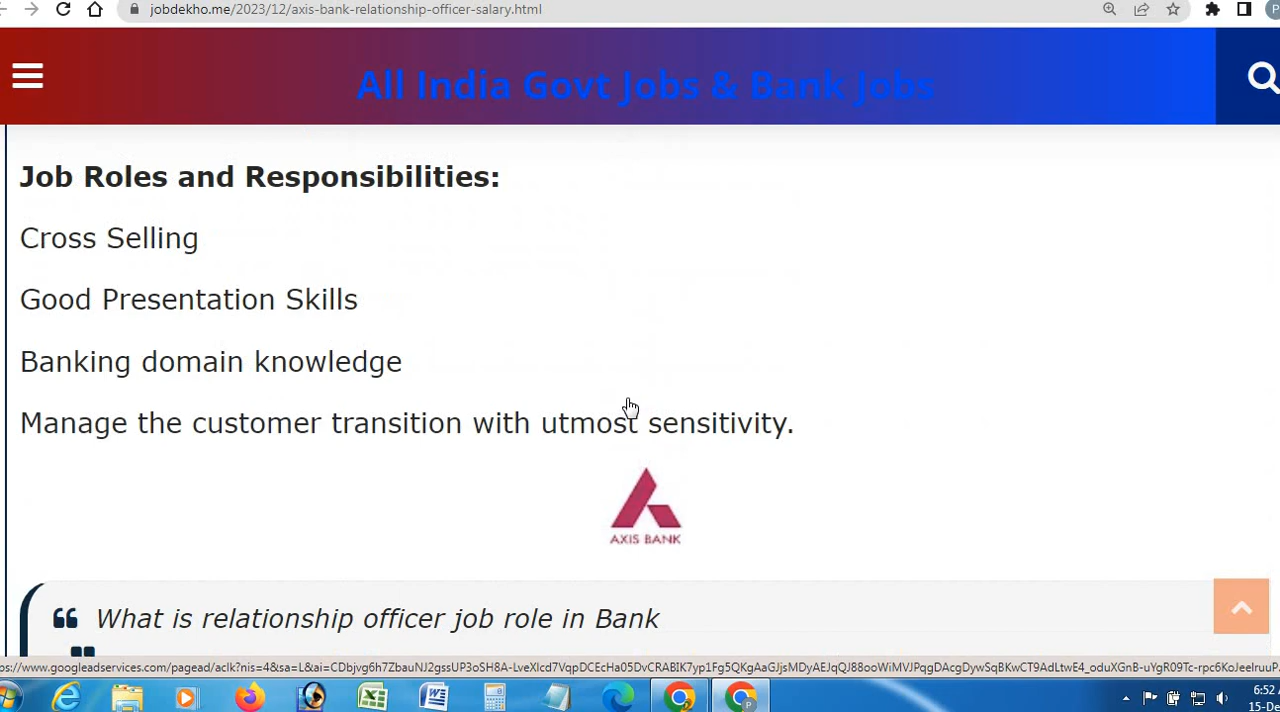 jobdekho.me/2023/12/axis-bank-relationship-officer-salary.html
All India Govt Jobs & Bank Jobs
Job Roles and Responsibilities:
Cross Selling
Good Presentation Skills
Banking domain knowledge
Manage the customer transition with utmost sensitivity.
AXIS BANK
What is relationship officer job role in Bank
6:52
15-De